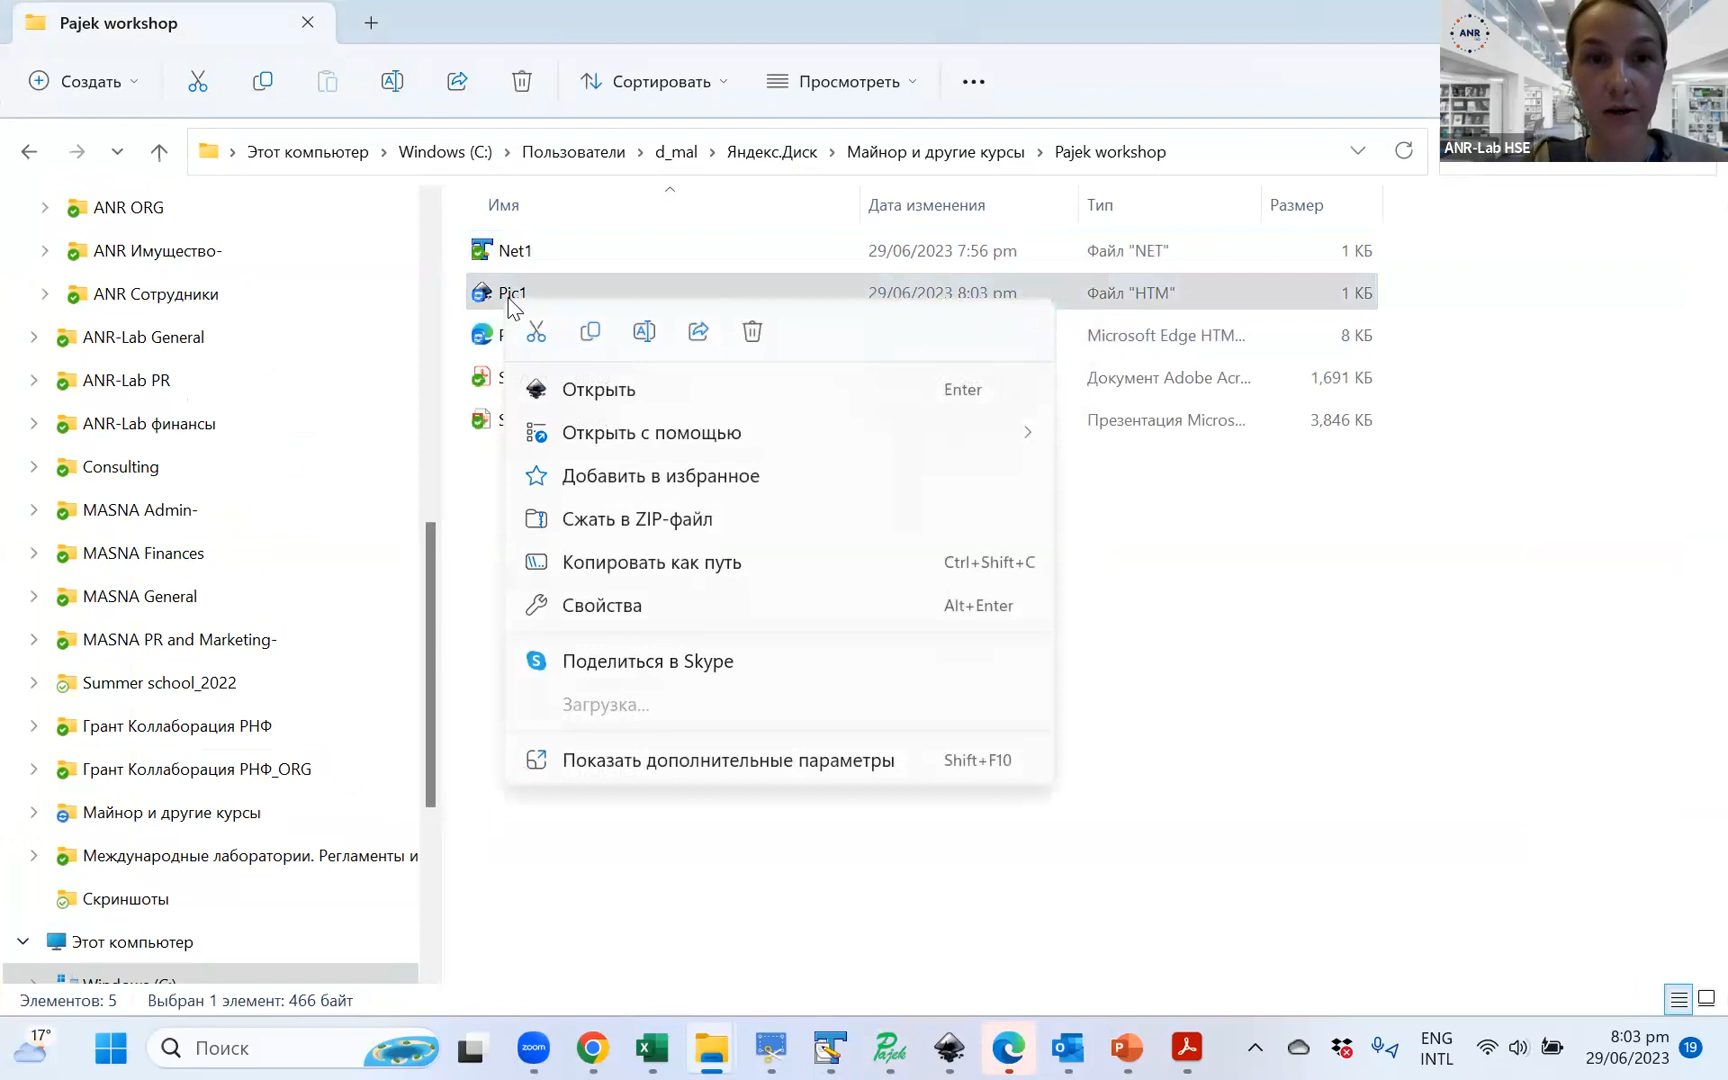 Pajek workshop
ANR
Создать
Сортировать
Просмотреть
ANR-Lab HSE
Этот компьютер > Windows (C:) > Пользователи > d_mal > Яндекс.Диск > Майнор и другие курсы > Pajek workshop
Имя Дата изменения Тип Размер
Net1 29/06/2023 7:56 pm Файл "NET" 1 КБ
Pic1 29/06/2023 8:03 pm Файл "HTM" 1 КБ
Microsoft Edge HTM... 8 КБ
Документ Adobe Acr... 1,691 КБ
Презентация Micros... 3,846 КБ
Открыть Enter
Открыть с помощью
Добавить в избранное
Сжать в ZIP-файл
Копировать как путь Ctrl+Shift+C
Свойства Alt+Enter
Поделиться в Skype
Загрузка...
Показать дополнительные параметры Shift+F10
ANR ORG
ANR Имущество-
ANR Сотрудники
ANR-Lab General
ANR-Lab PR
ANR-Lab финансы
Consulting
MASNA Admin-
MASNA Finances
MASNA General
MASNA PR and Marketing-
Summer school_2022
Грант Коллаборация РНФ
Грант Коллаборация РНФ_ORG
Майнор и другие курсы
Международные лаборатории. Регламенты и
Скриншоты
Этот компьютер
Windows (C:)
Элементов: 5 Выбран 1 элемент: 466 байт
17°
Поиск
zoom
Pajek
ENG
INTL
8:03 pm
29/06/2023
19